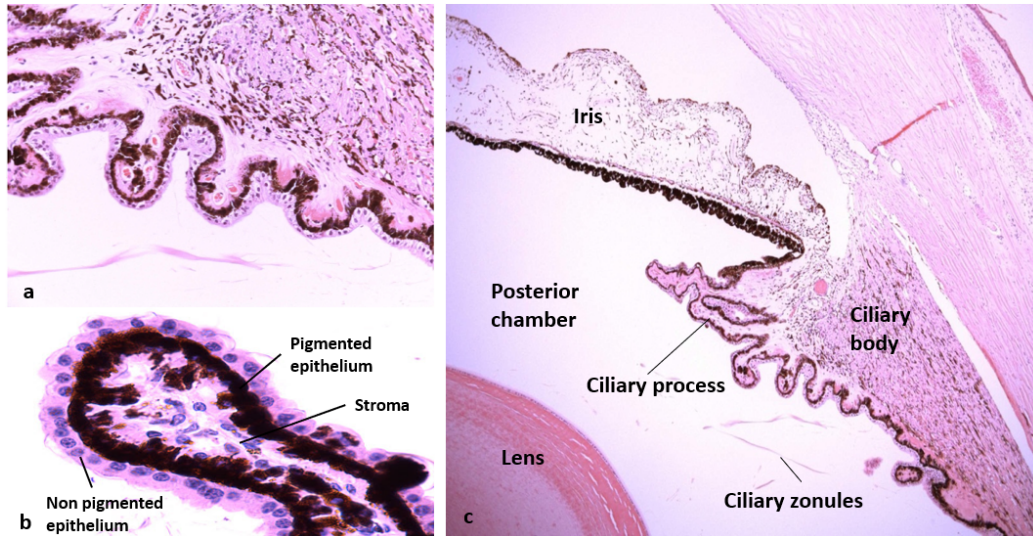 a
Pigmented
epithelium
Stroma
Non pigmented
epithelium
b
Iris
Posterior
chamber
Ciliary
body
Ciliary process
Lens
Ciliary zonules
c